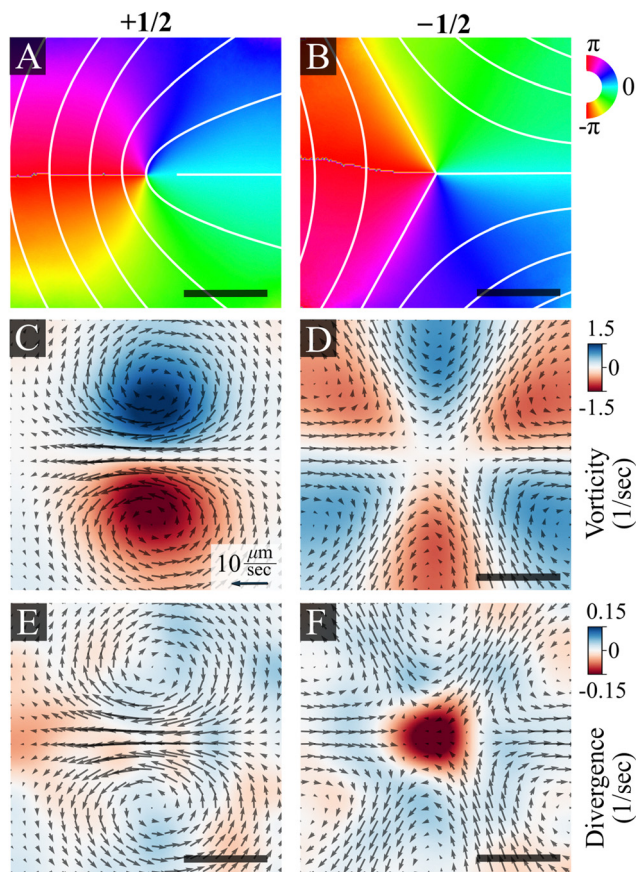 +1/2
−1/2
A
B
π
0
-π
C
D
1.5
0
-1.5
Vorticity
(1/sec)
10 μm/sec
E
F
0.15
0
-0.15
Divergence
(1/sec)